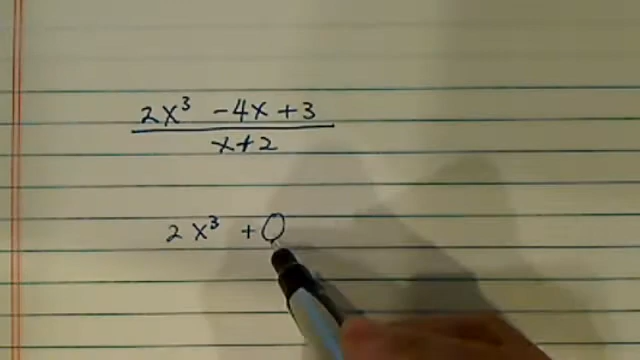 2x³ - 4x + 3
x + 2
2x³ + 0